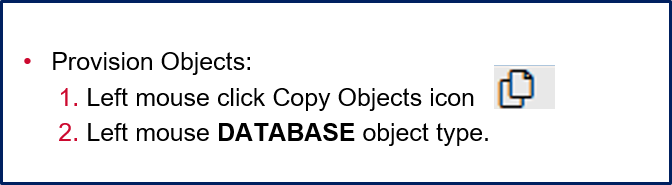 • Provision Objects:
1. Left mouse click Copy Objects icon
2. Left mouse DATABASE object type.